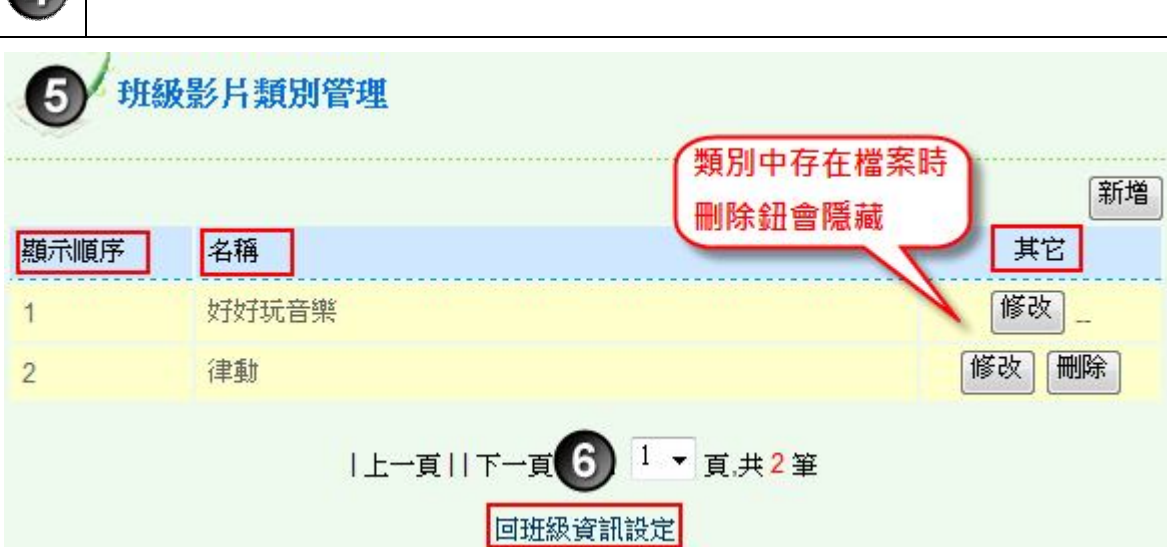 4
5 班級影片類別管理
類別中存在檔案時
刪除鈕會隱藏
新增
顯示順序 名稱 其它
1 好好玩音樂 修改 _
2 律動 修改 刪除
|上一頁||下一頁 6 1 頁,共2筆
回班級資訊設定